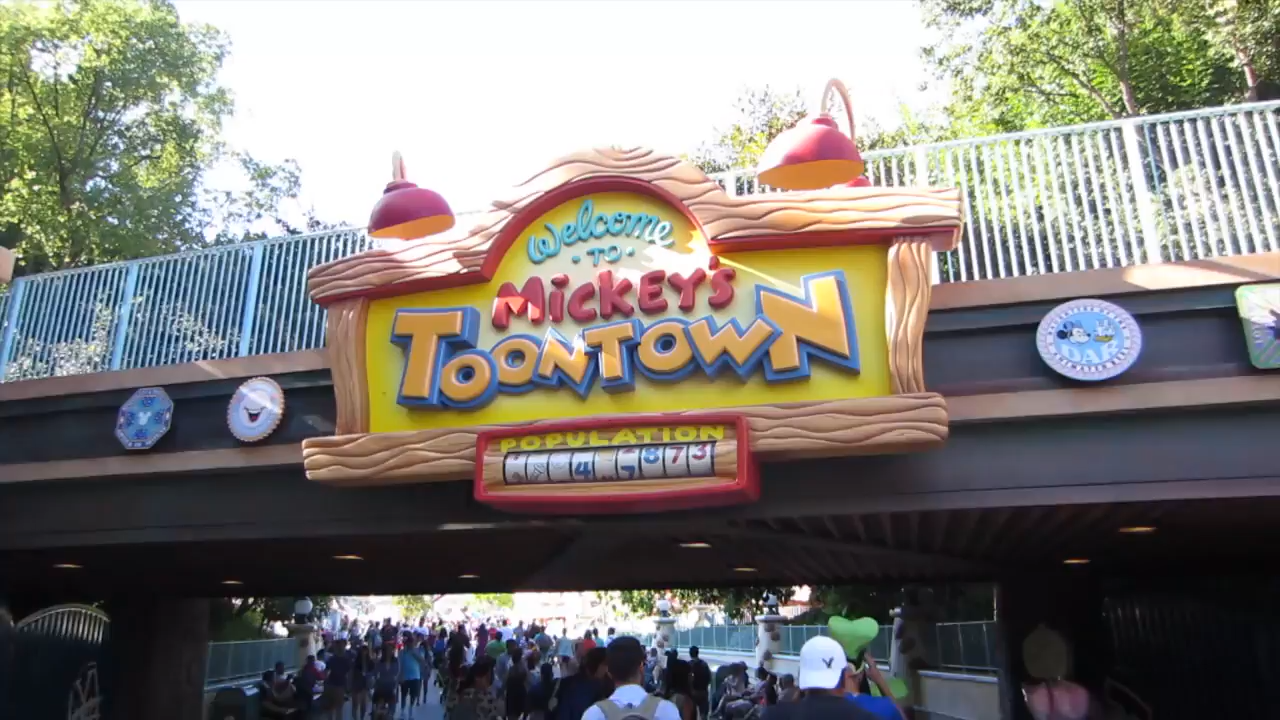 Welcome
· TO ·
MICKEY'S
TOONTOWN
POPULATION